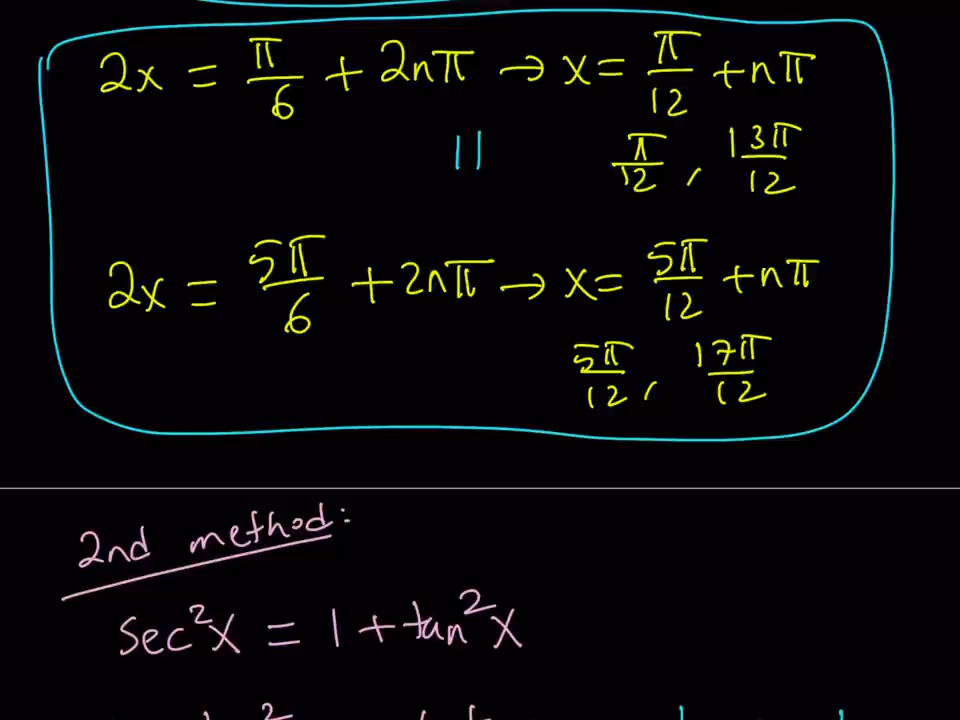 2x = π/6 + 2nπ → x = π/12 + nπ
π/12 , 13π/12
2x = 5π/6 + 2nπ → x = 5π/12 + nπ
5π/12 , 17π/12
2nd method:
sec²x = 1 + tan²x